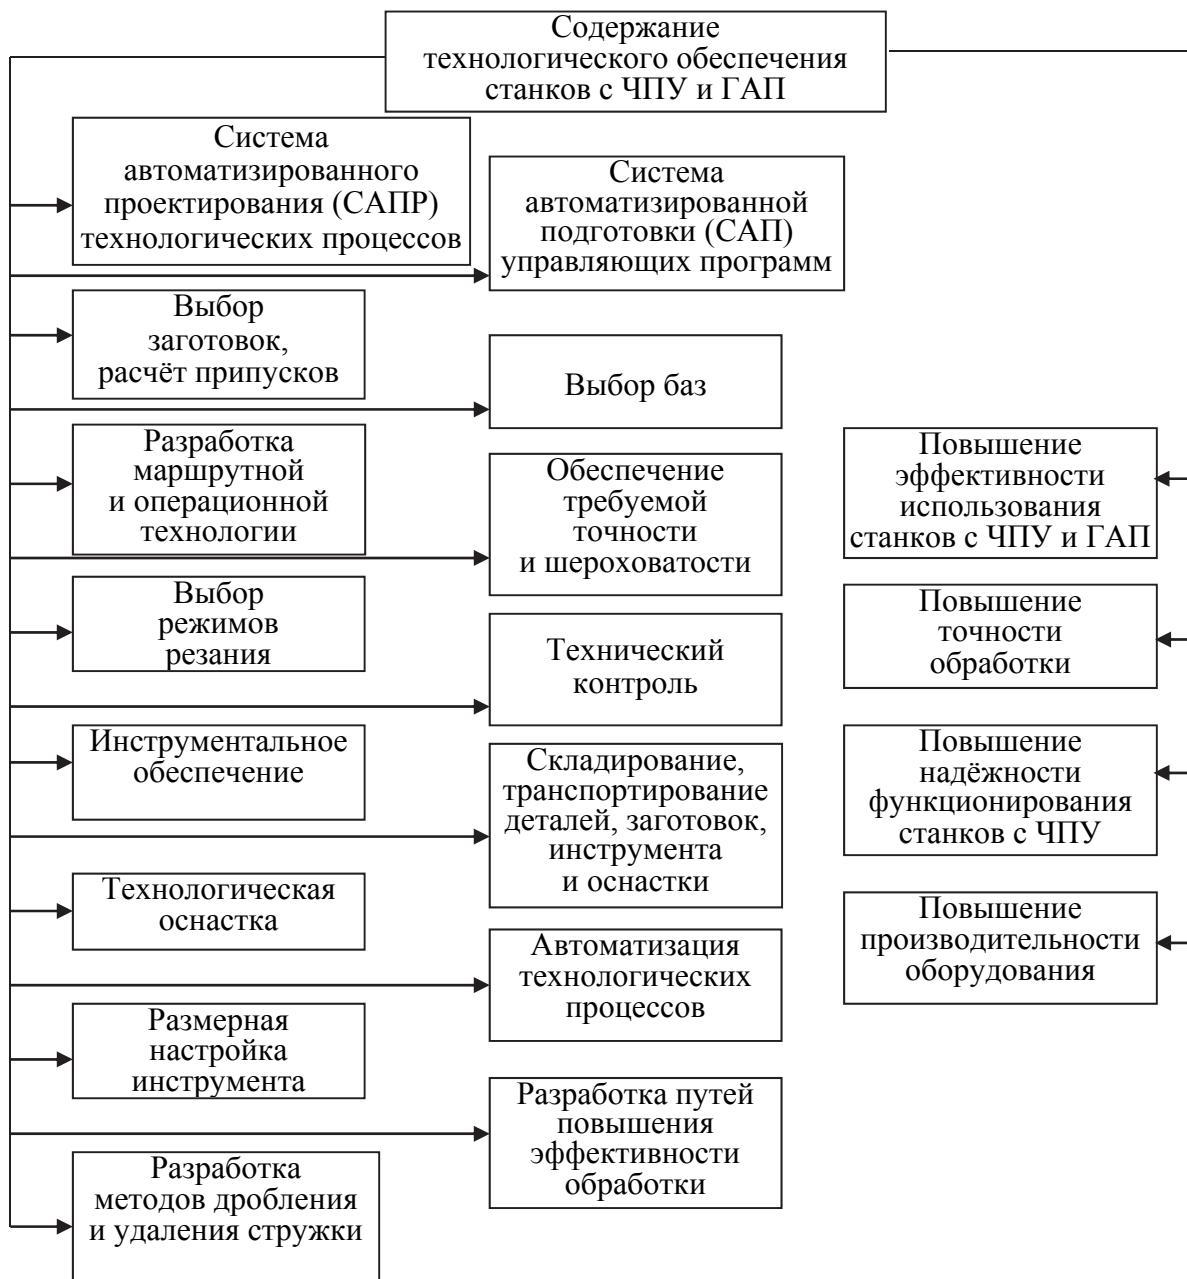 Содержание
технологического обеспечения
станков с ЧПУ и ГАП
Система
автоматизированного
проектирования (САПР)
технологических процессов
Система
автоматизированной
подготовки (САП)
управляющих программ
Выбор
заготовок,
расчёт припусков
Выбор баз
Разработка
маршрутной
и операционной
технологии
Обеспечение
требуемой
точности
и шероховатости
Выбор
режимов
резания
Технический
контроль
Инструментальное
обеспечение
Складирование,
транспортирование
деталей, заготовок,
инструмента
и оснастки
Технологическая
оснастка
Автоматизация
технологических
процессов
Размерная
настройка
инструмента
Разработка путей
повышения
эффективности
обработки
Разработка
методов дробления
и удаления стружки
Повышение
эффективности
использования
станков с ЧПУ и ГАП
Повышение
точности
обработки
Повышение
надёжности
функционирования
станков с ЧПУ
Повышение
производительности
оборудования